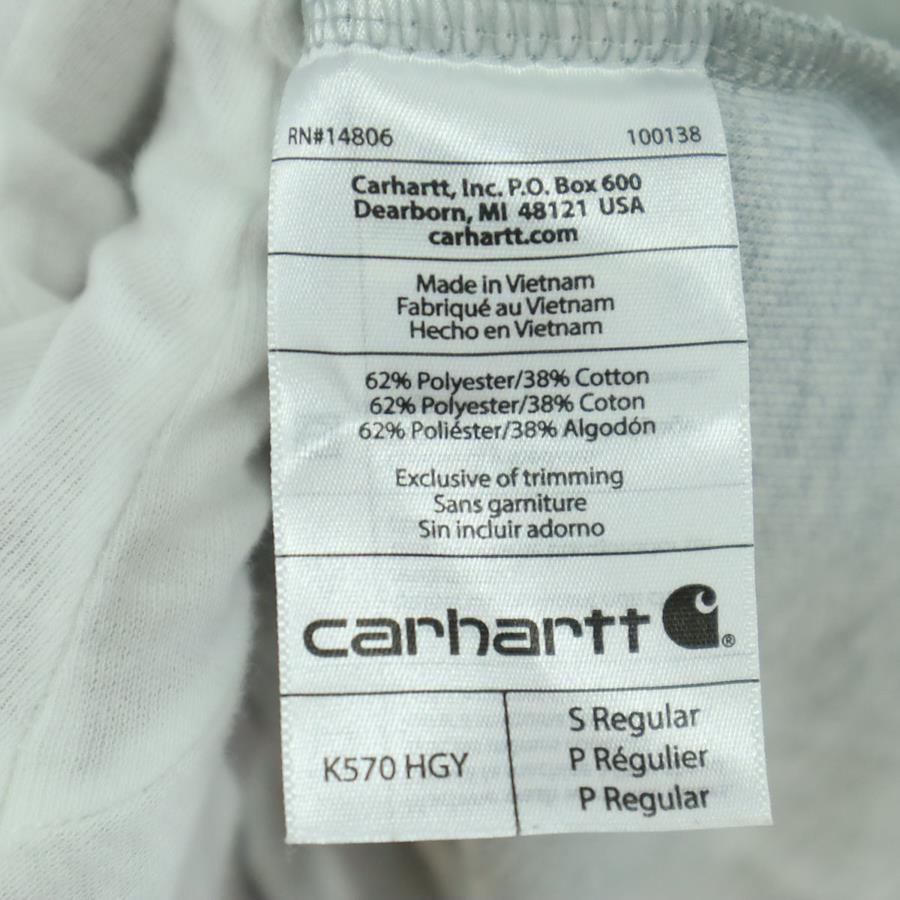 RN#14806 100138
Carhartt, Inc. P.O. Box 600
Dearborn, MI 48121 USA
carhartt.com
Made in Vietnam
Fabriqué au Vietnam
Hecho en Vietnam
62% Polyester/38% Cotton
62% Polyester/38% Coton
62% Poliéster/38% Algodón
Exclusive of trimming
Sans garniture
Sin incluir adorno
carhartt ®
K570 HGY
S Regular
P Régulier
P Regular